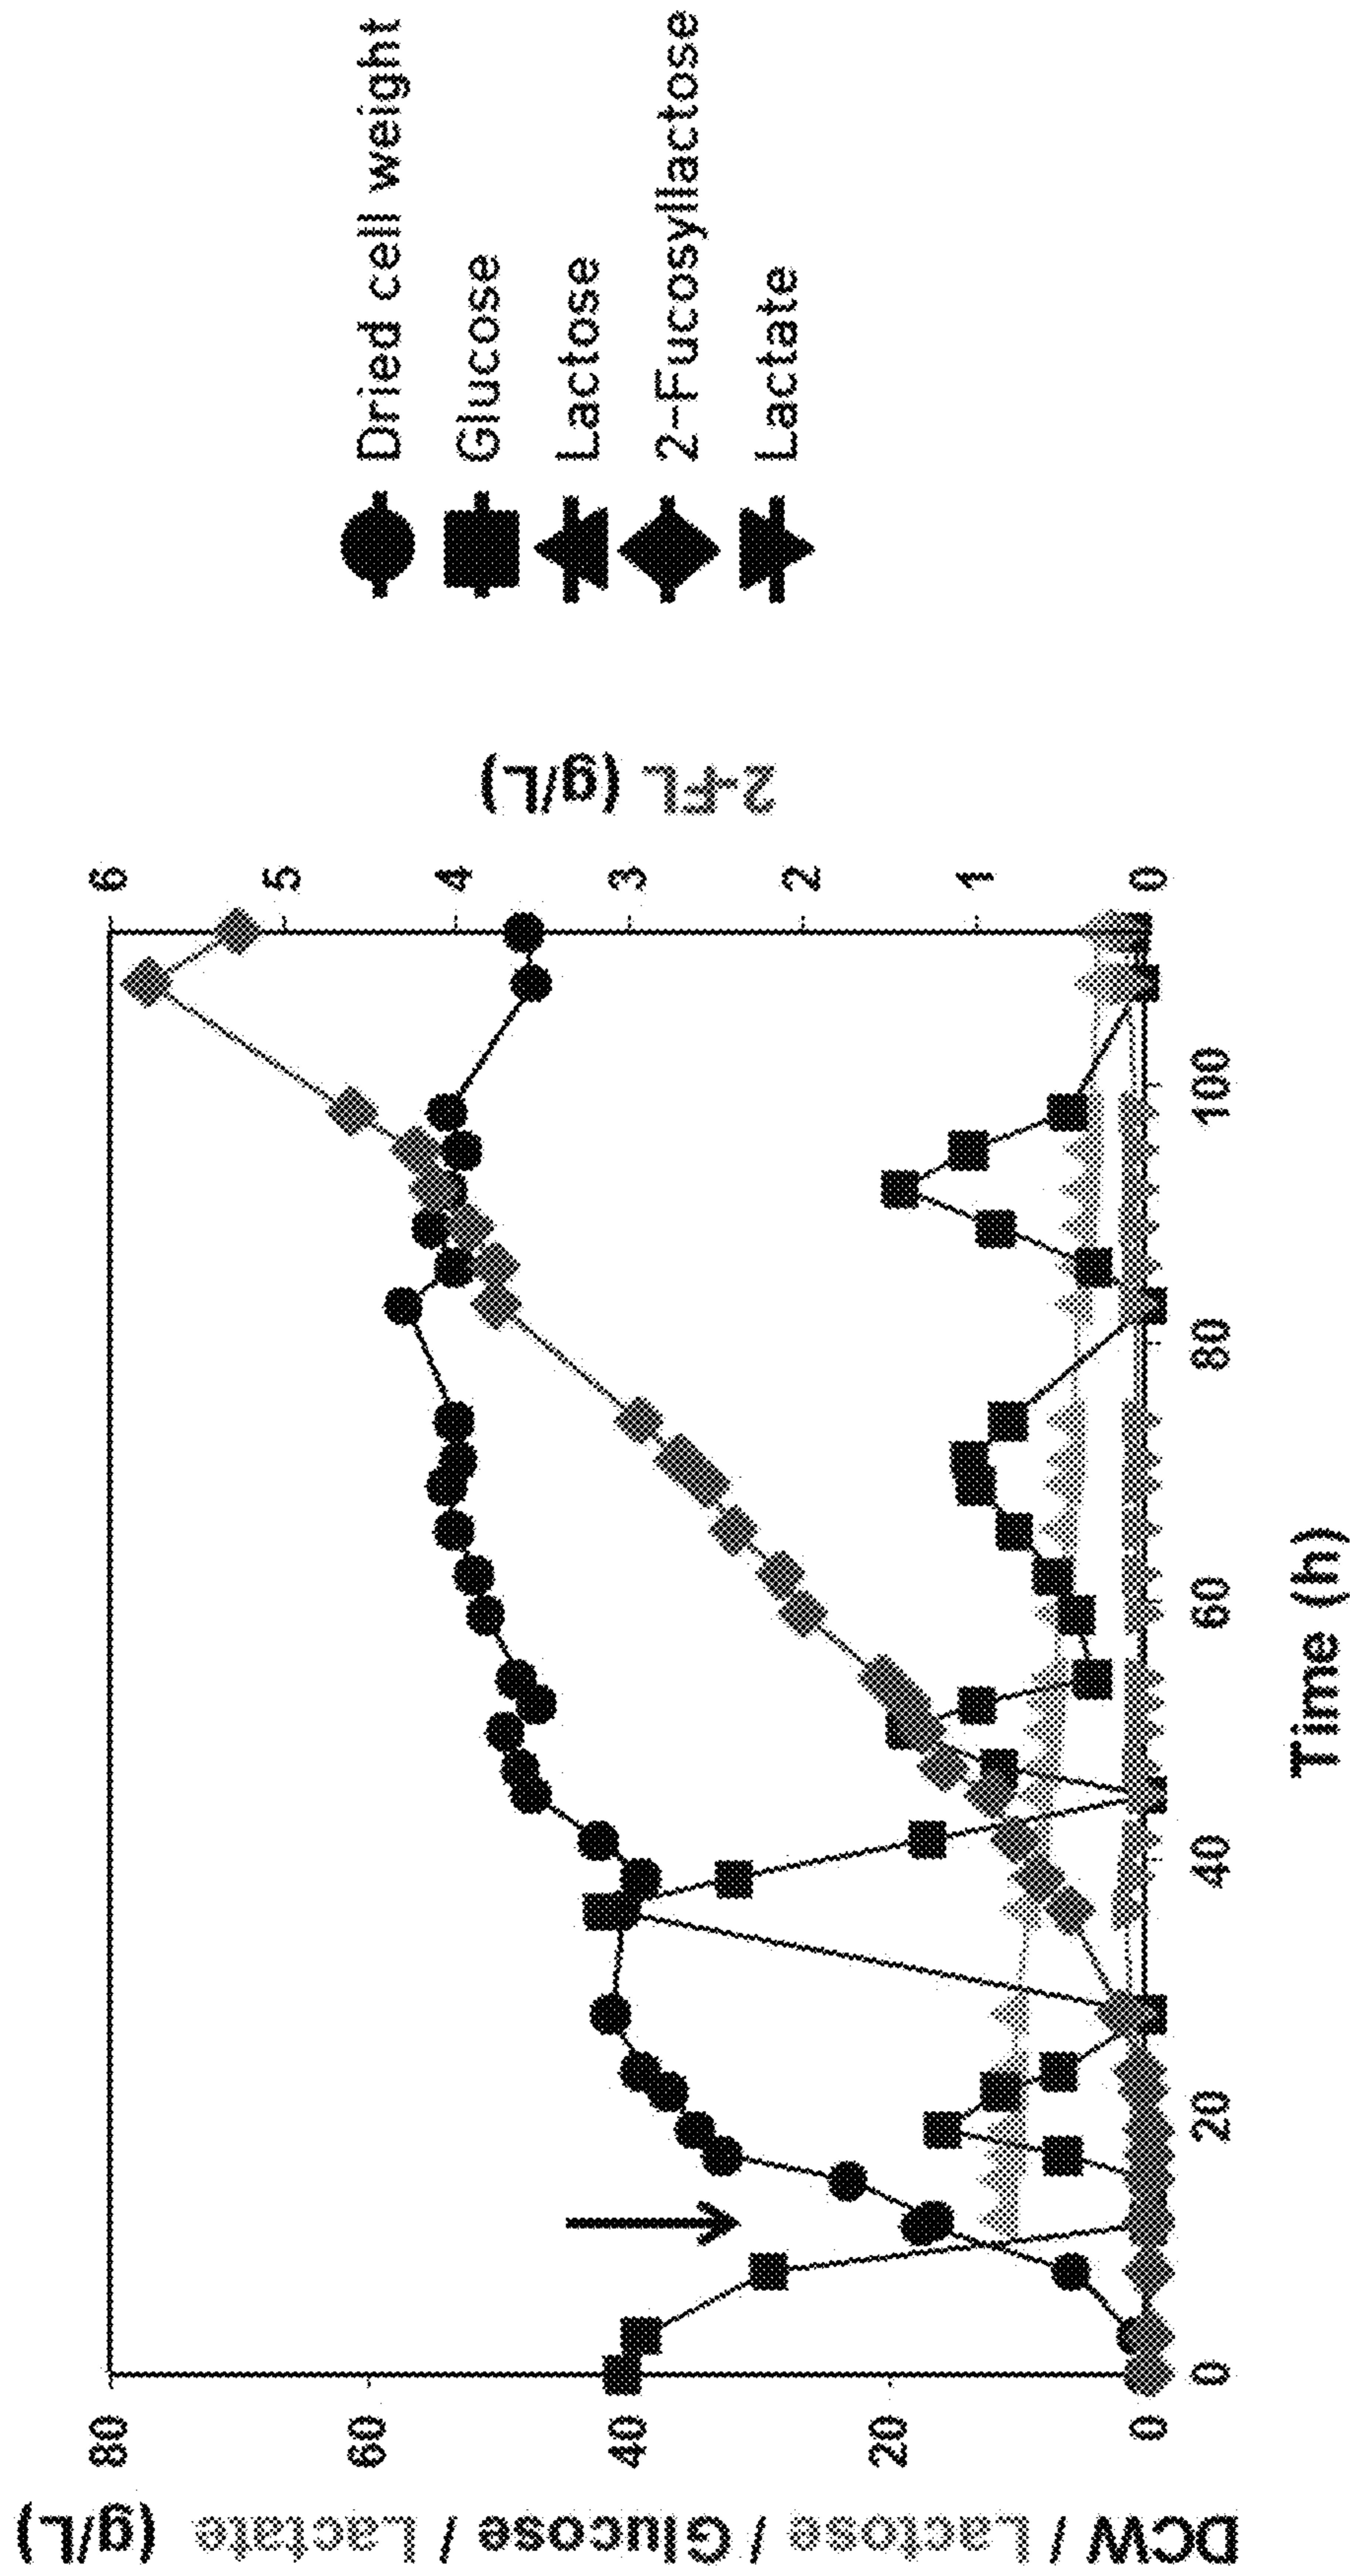 DCW / Lactose / Glucose / Lactate (g/L)
80
60
40
20
0
0
20
40
60
80
100
Time (h)
6
5
4
3
2
1
0
2-FL (g/L)
Dried cell weight
Glucose
Lactose
2-Fucosyllactose
Lactate